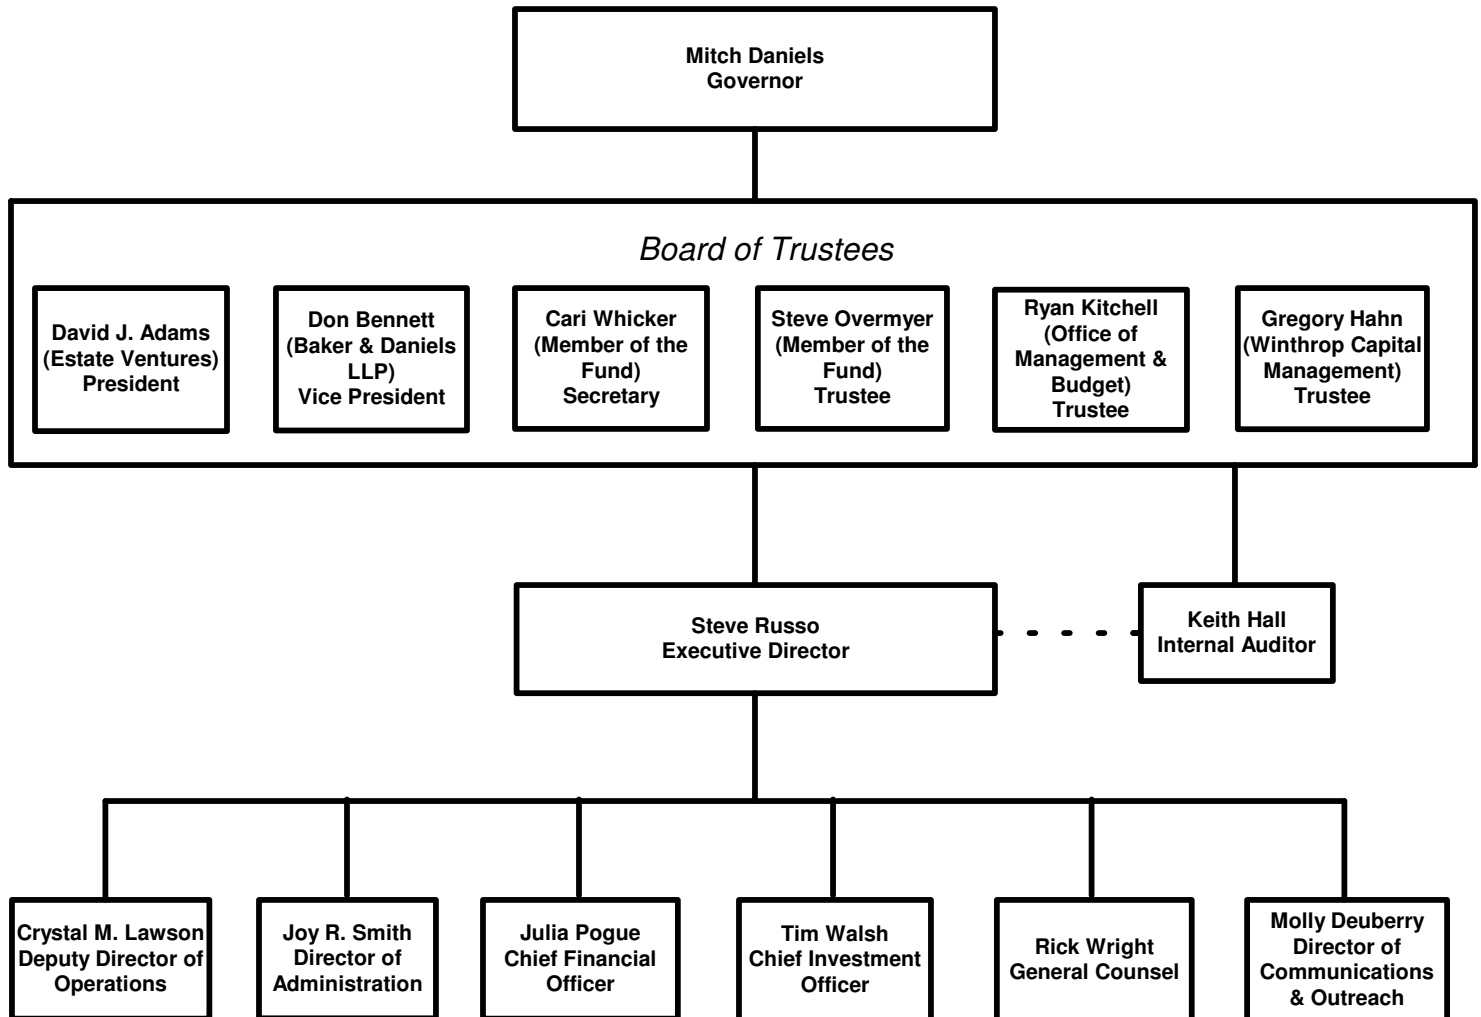 Mitch Daniels
Governor
Board of Trustees
David J. Adams
(Estate Ventures)
President
Don Bennett
(Baker & Daniels
LLP)
Vice President
Cari Whicker
(Member of the
Fund)
Secretary
Steve Overmyer
(Member of the
Fund)
Trustee
Ryan Kitchell
(Office of
Management &
Budget)
Trustee
Gregory Hahn
(Winthrop Capital
Management)
Trustee
Steve Russo
Executive Director
Keith Hall
Internal Auditor
Crystal M. Lawson
Deputy Director of
Operations
Joy R. Smith
Director of
Administration
Julia Pogue
Chief Financial
Officer
Tim Walsh
Chief Investment
Officer
Rick Wright
General Counsel
Molly Deuberry
Director of
Communications
& Outreach